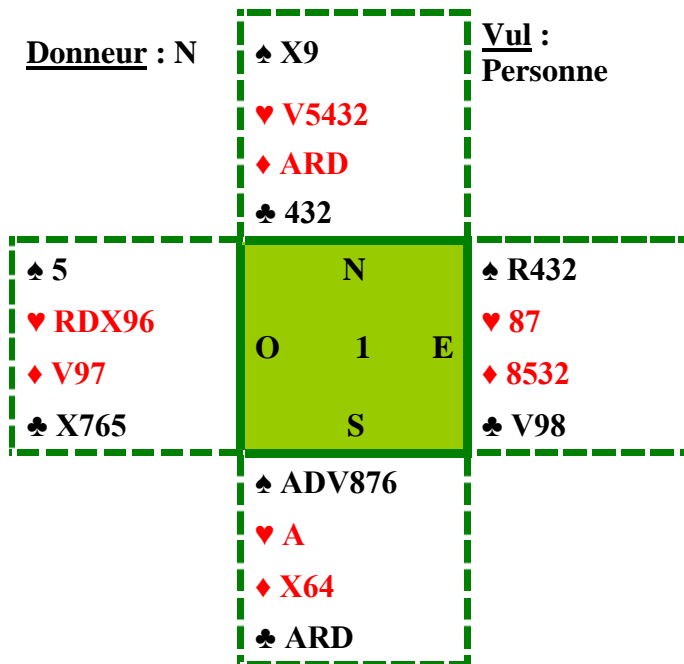 Donneur : N
Vul :
Personne
♠ X9
♥ V5432
♦ ARD
♣ 432
♠ 5
♥ RDX96
♦ V97
♣ X765
N
O 1 E
S
♠ R432
♥ 87
♦ 8532
♣ V98
♠ ADV876
♥ A
♦ X64
♣ ARD